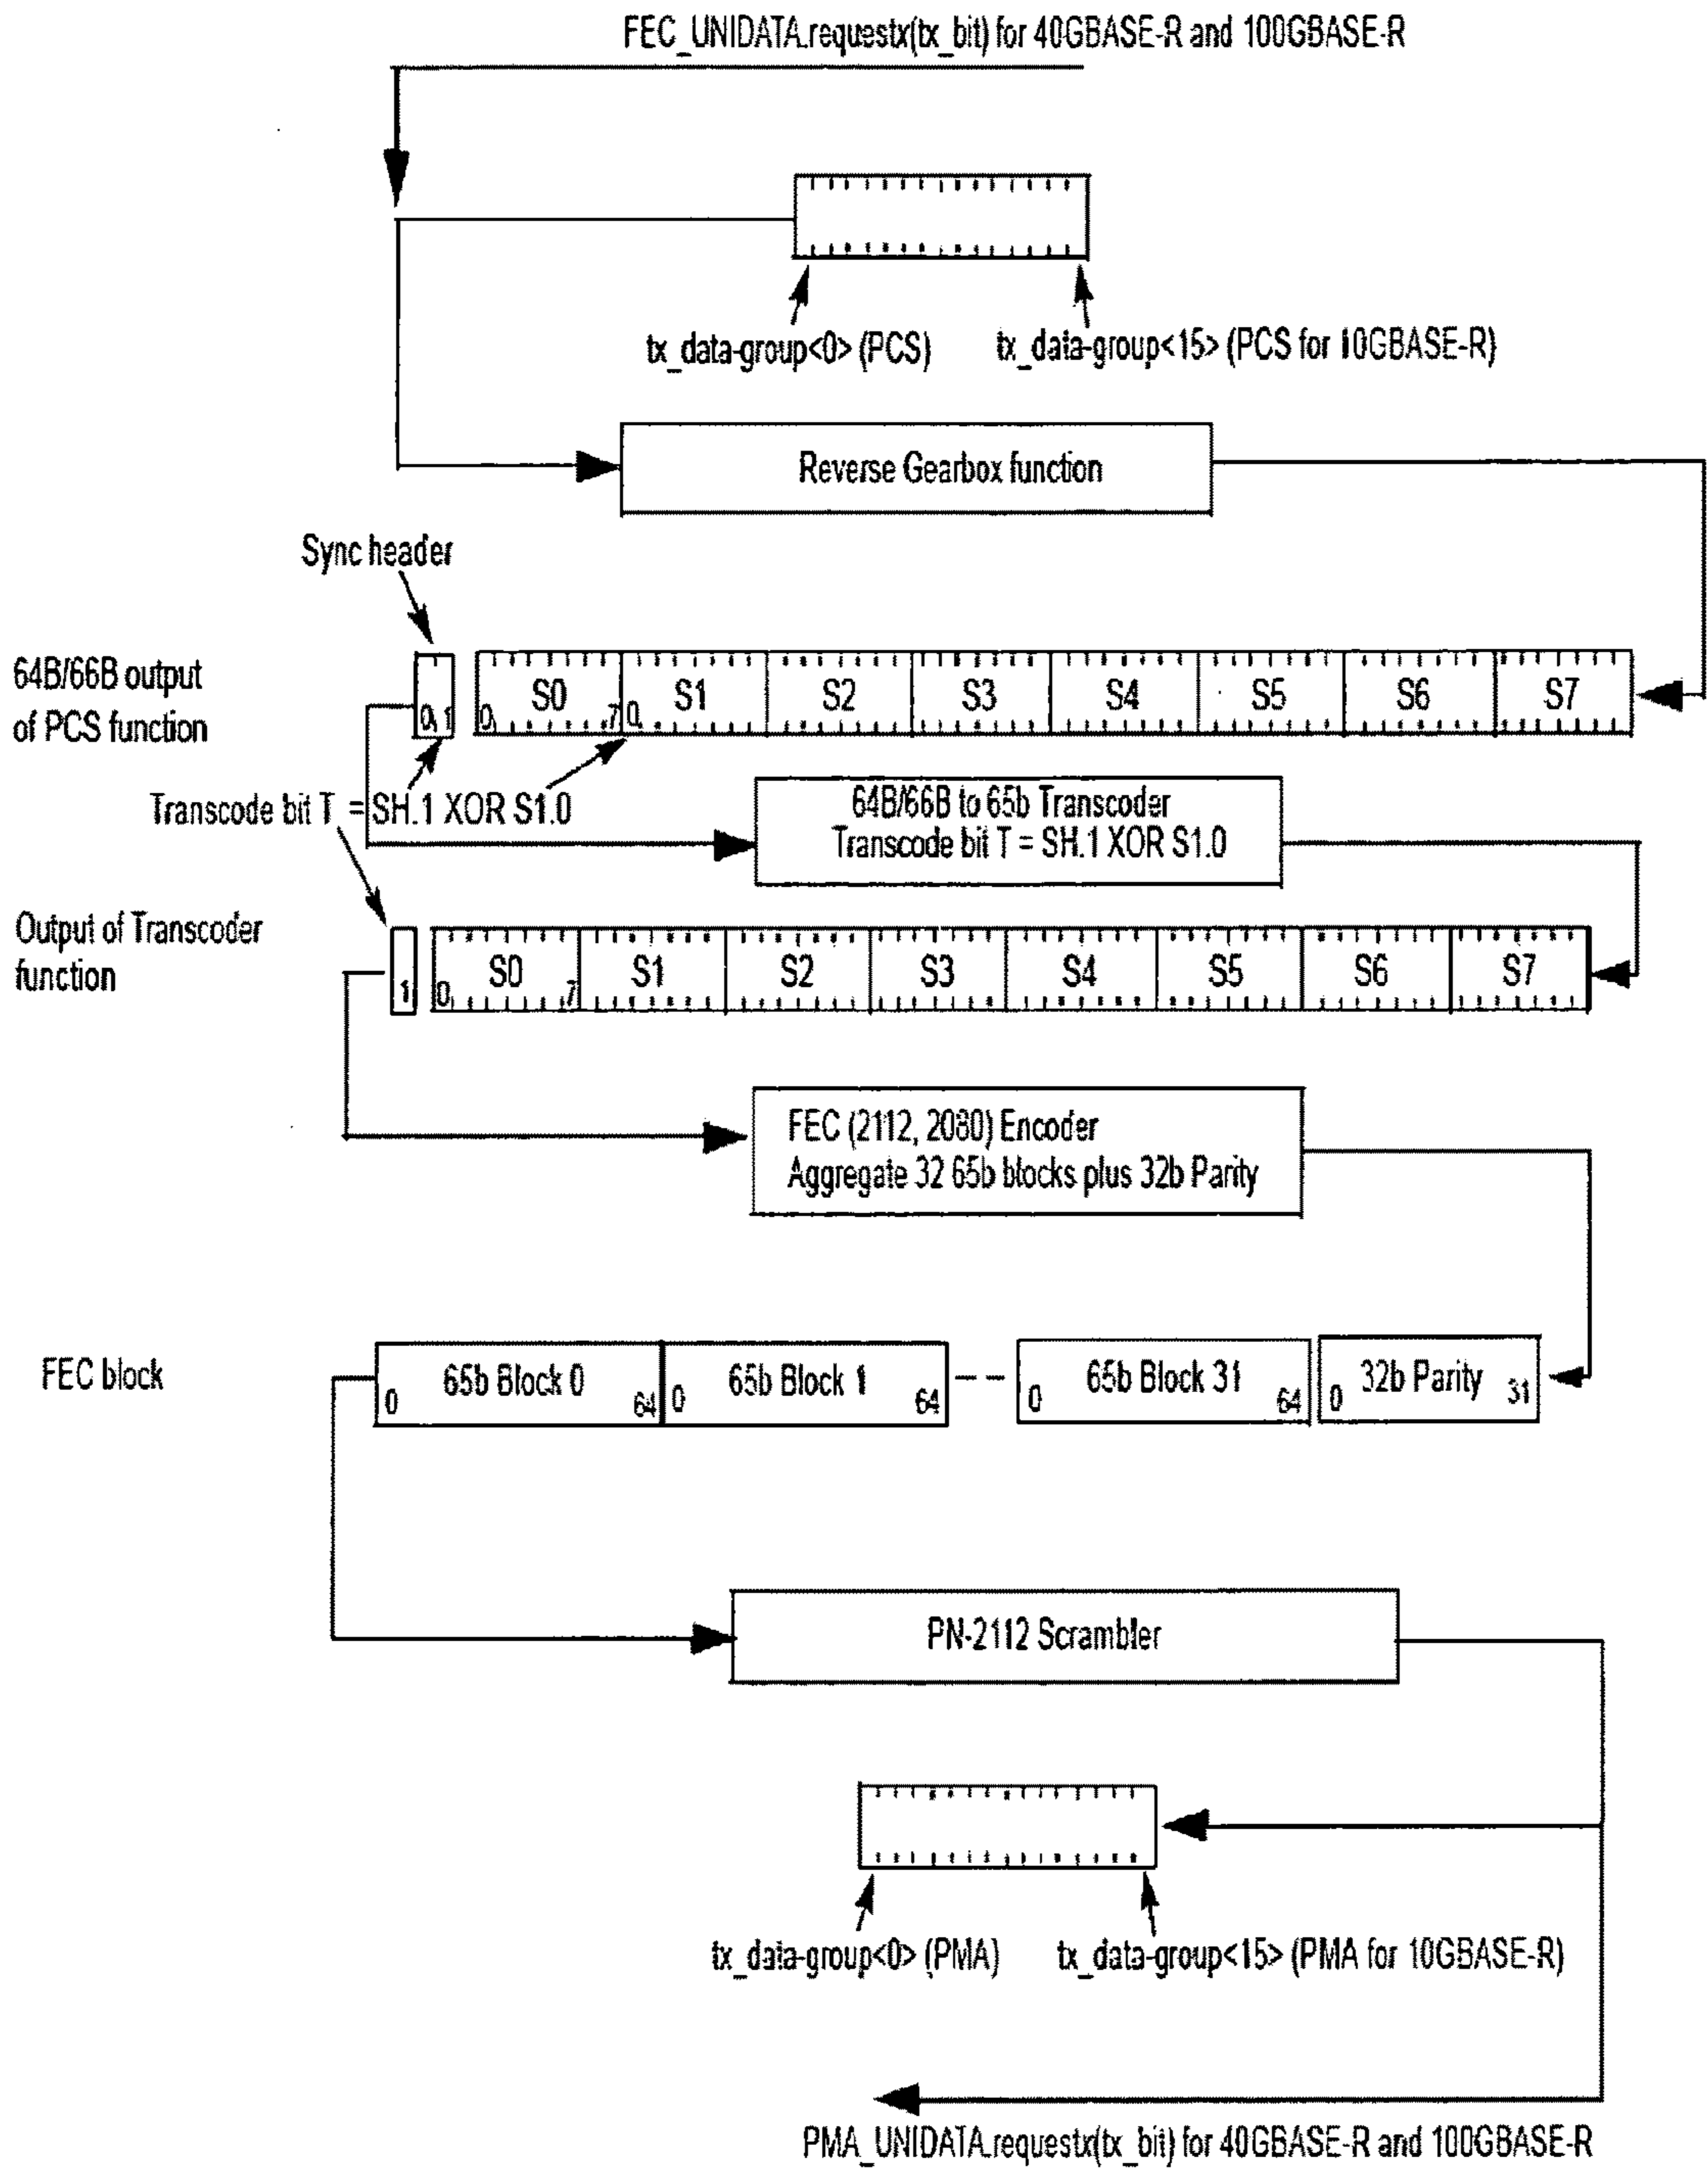 FEC_UNIDATA.requestx(tx_bit) for 40GBASE-R and 100GBASE-R
tx_data-group<0> (PCS)
tx_data-group<15> (PCS for 10GBASE-R)
Reverse Gearbox function
Sync header
64B/66B output
of PCS function
0 1
0 S0 7
0 S1
S2
S3
S4
S5
S6
S7
Transcode bit T = SH.1 XOR S1.0
64B/66B to 65b Transcoder
Transcode bit T = SH.1 XOR S1.0
Output of Transcoder
function
1
0 S0 7
S1
S2
S3
S4
S5
S6
S7
FEC (2112, 2080) Encoder
Aggregate 32 65b blocks plus 32b Parity
FEC block
0 65b Block 0 64
0 65b Block 1 64
0 65b Block 31 64
0 32b Parity 31
PN-2112 Scrambler
tx_data-group<0> (PMA)
tx_data-group<15> (PMA for 10GBASE-R)
PMA_UNIDATA.requestx(tx_bit) for 40GBASE-R and 100GBASE-R